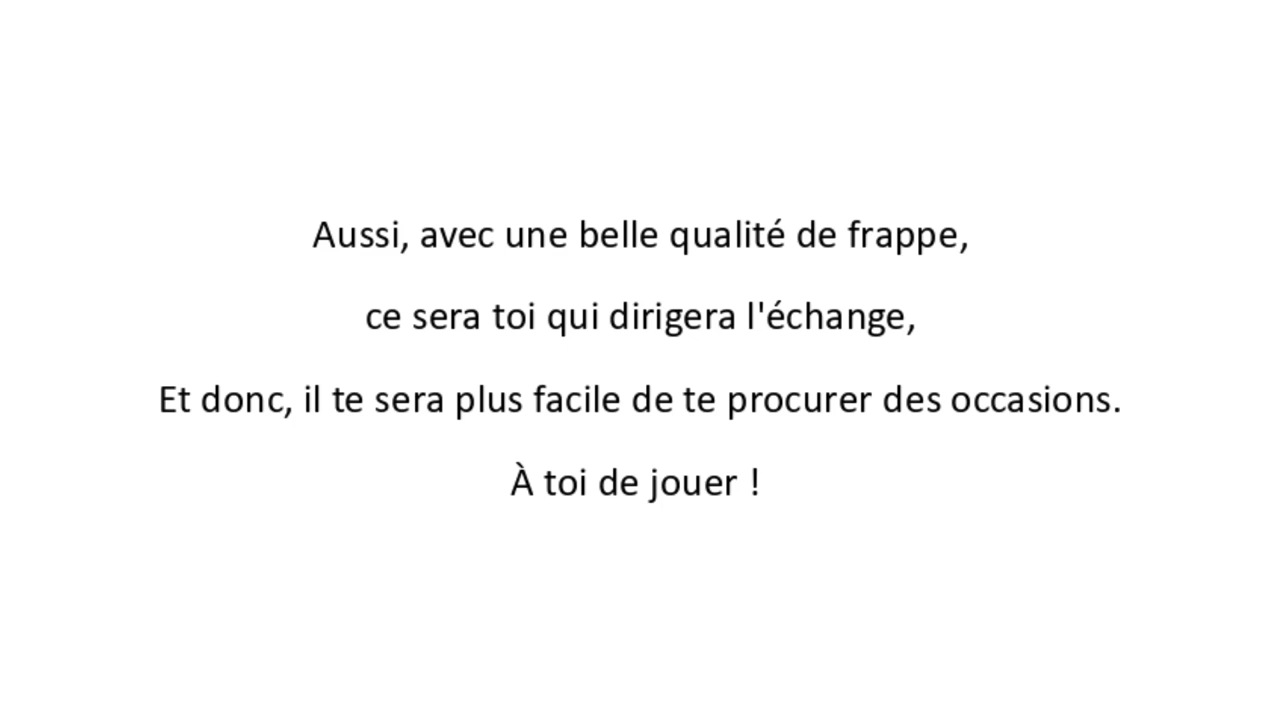 Aussi, avec une belle qualité de frappe,
ce sera toi qui dirigera l'échange,
Et donc, il te sera plus facile de te procurer des occasions.
À toi de jouer !